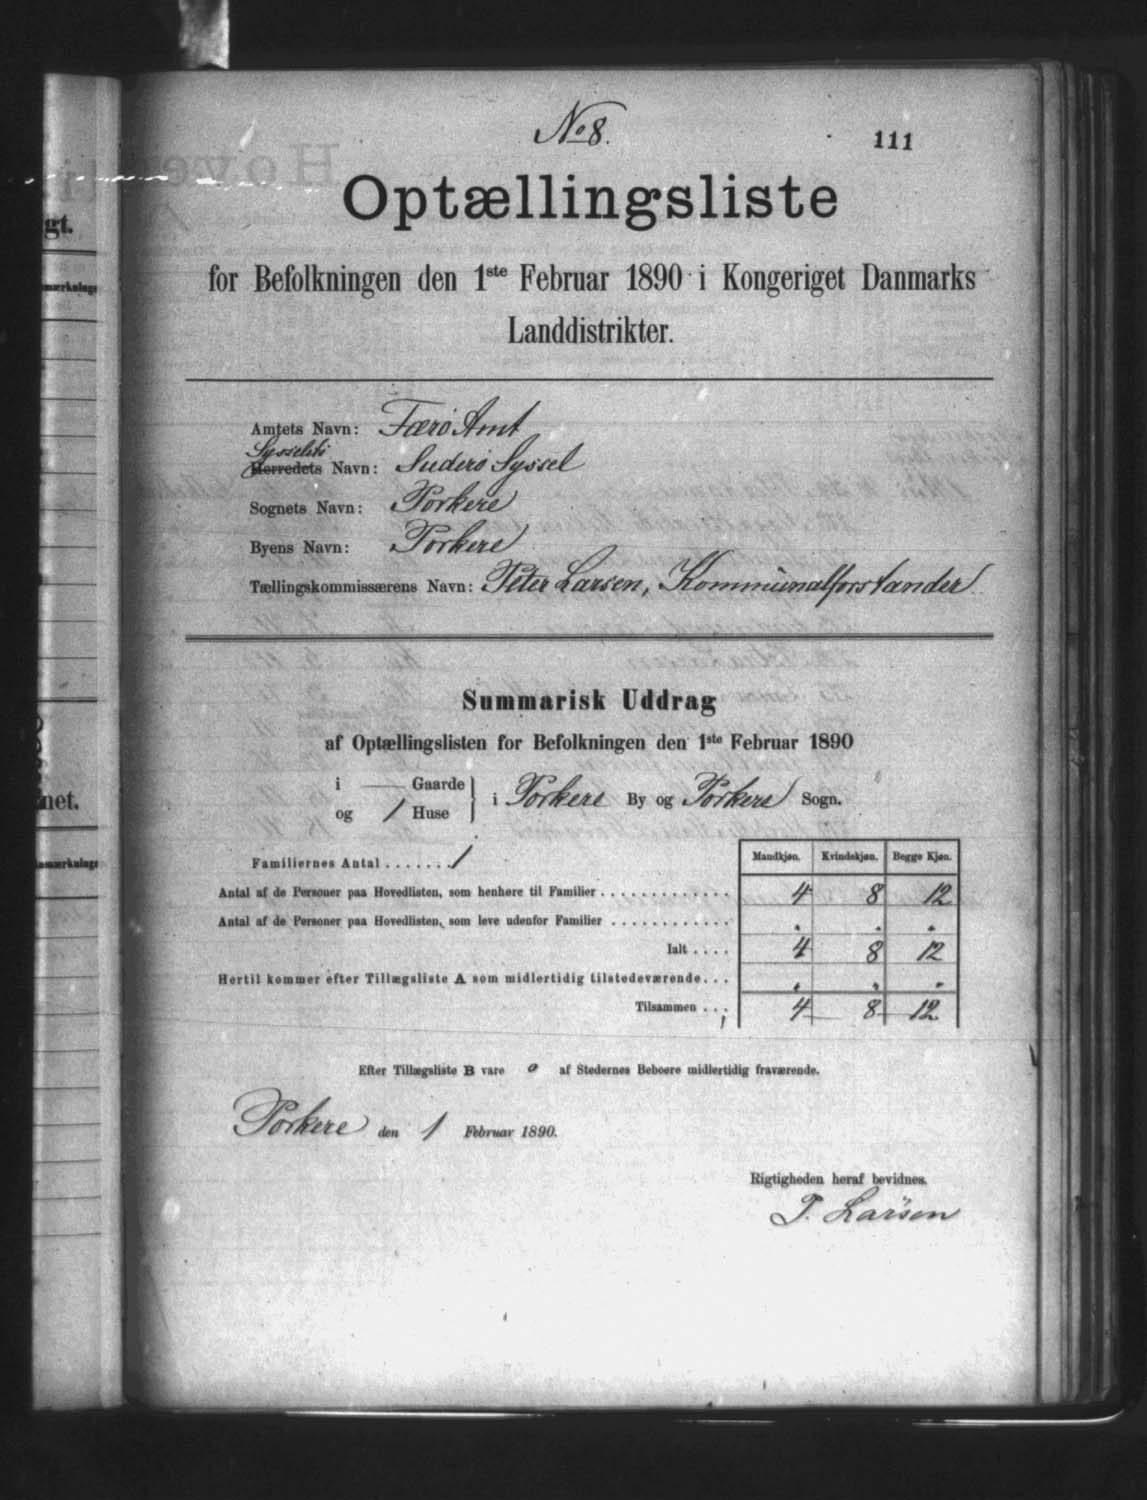 No 8.
111
Optællingsliste
for Befolkningen den 1ste Februar 1890 i Kongeriget Danmarks
Landdistrikter.
Amtets Navn: Færø Amt
Sysselets
Herredets Navn: Suderø Syssel
Sognets Navn: Porkere
Byens Navn: Porkere
Tællingskommissærens Navn: Peter Larsen, Kommunalforstander.
Summarisk Uddrag
af Optællingslisten for Befolkningen den 1ste Februar 1890
i — Gaarde
og 1 Huse
i Porkere By og Porkere Sogn.
Mandkjøn. Kvindekjøn. Begge Kjøn.
Familiernes Antal ....... 1
Antal af de Personer paa Hovedlisten, som henhøre til Familier ............. 4 8 12
Antal af de Personer paa Hovedlisten, som leve udenfor Familier ............ . . .
Ialt .... 4 8 12
Hertil kommer efter Tillægsliste A som midlertidig tilstedeværende... . . .
Tilsammen ... 4 8 12
Efter Tillægsliste B vare o af Stedernes Beboere midlertidig fraværende.
Porkere den 1 Februar 1890.
Rigtigheden heraf bevidnes.
P. Larsen
gt.
mærkninger
net.